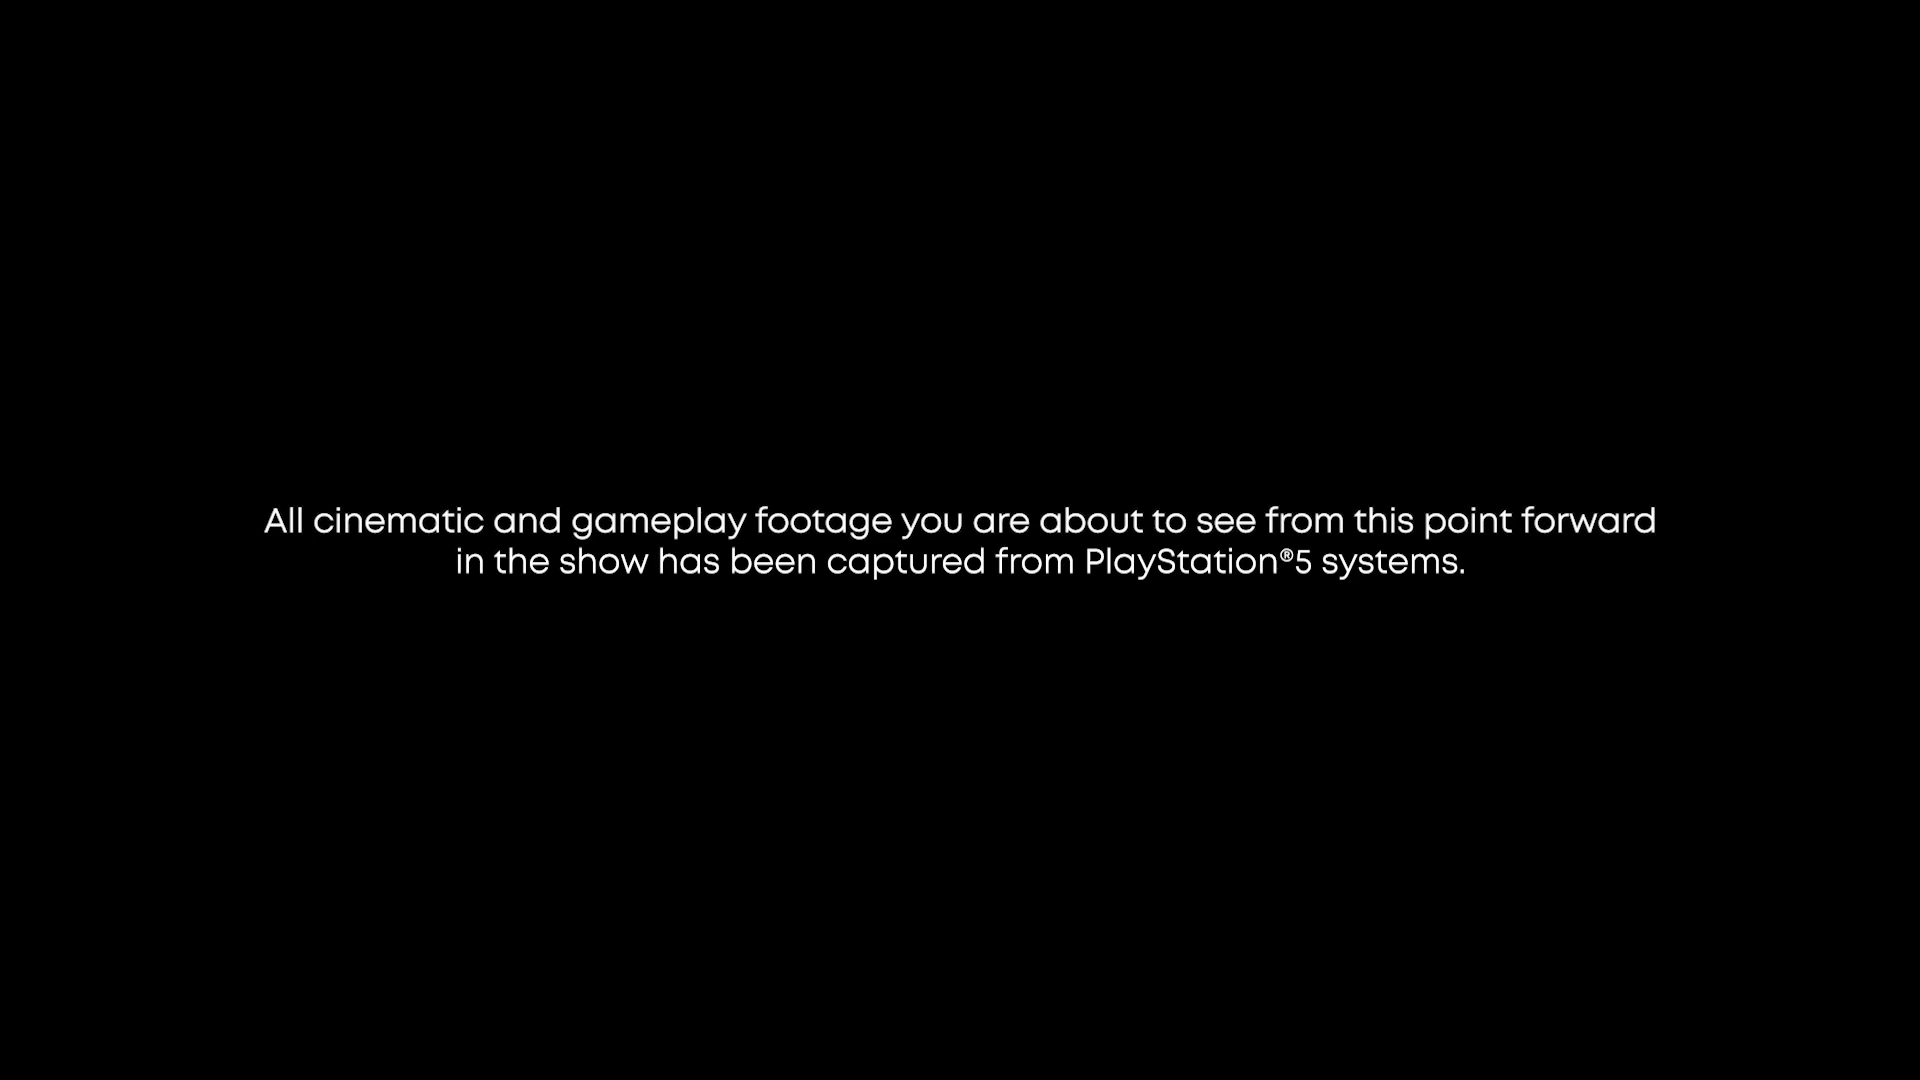 All cinematic and gameplay footage you are about to see from this point forward
in the show has been captured from PlayStation®5 systems.